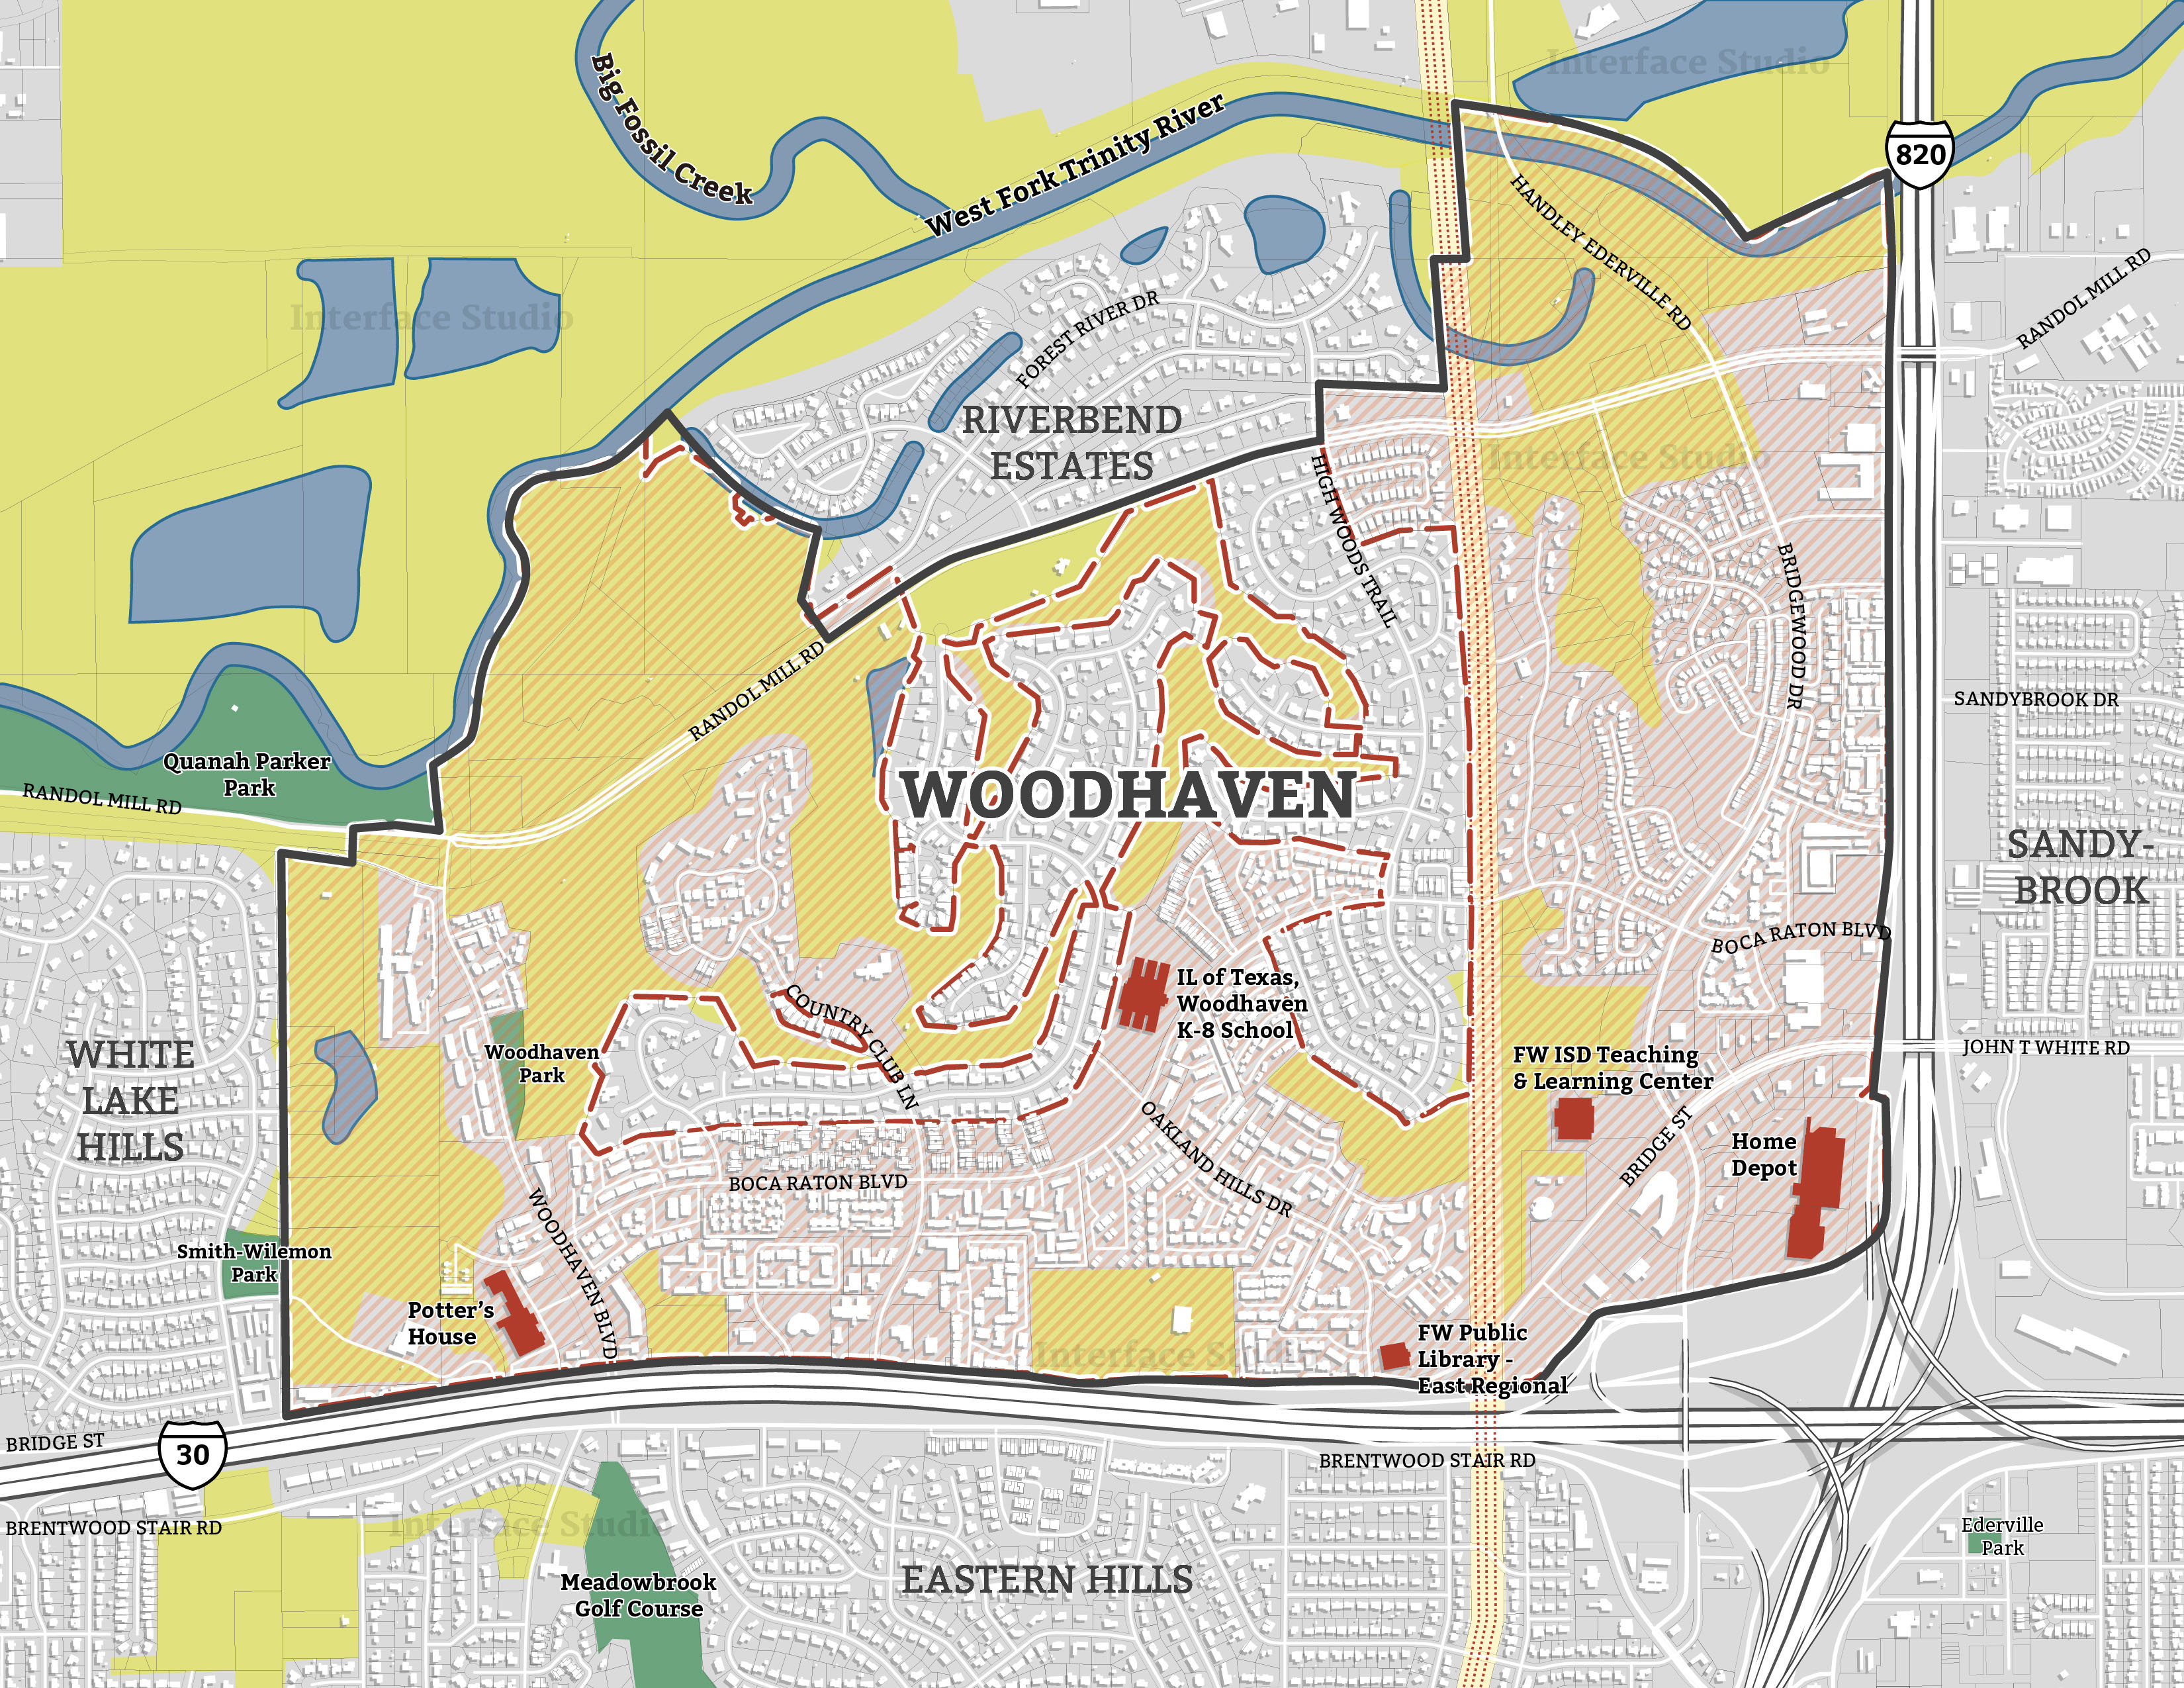 Interface Studio
Big Fossil Creek
West Fork Trinity River
820
HANDLEY EDERVILLE RD
RANDOL MILL RD
Interface Studio
FOREST RIVER DR
RIVERBEND
ESTATES
Interface Studio
HIGH WOODS TRAIL
BRIDGEWOOD DR
RANDOL MILL RD
SANDYBROOK DR
Quanah Parker
Park
RANDOL MILL RD
WOODHAVEN
SANDY-
BROOK
BOCA RATON BLVD
IL of Texas,
Woodhaven
K-8 School
COUNTRY CLUB LN
WHITE
LAKE
HILLS
Woodhaven
Park
FW ISD Teaching
& Learning Center
JOHN T WHITE RD
OAKLAND HILLS DR
BRIDGE ST
Home
Depot
BOCA RATON BLVD
WOODHAVEN BLVD
Smith-Wilemon
Park
Potter's
House
FW Public
Library -
East Regional
Interface Studio
BRIDGE ST
30
BRENTWOOD STAIR RD
BRENTWOOD STAIR RD
Interface Studio
Ederville
Park
Meadowbrook
Golf Course
EASTERN HILLS